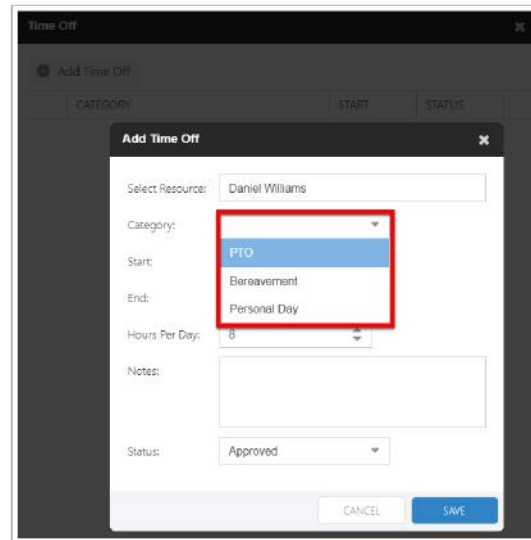 Time Off
Add Time Off
CATEGORY START STATUS
Add Time Off
Select Resource: Daniel Williams
Category:
PTO
Start:
Bereavement
End:
Personal Day
Hours Per Day: 8
Notes:
Status: Approved
CANCEL SAVE